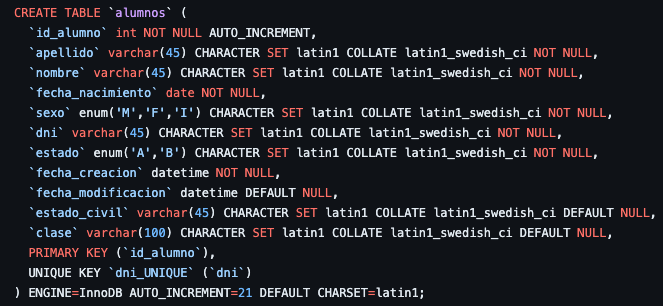 CREATE TABLE `alumnos` (
`id_alumno` int NOT NULL AUTO_INCREMENT,
`apellido` varchar(45) CHARACTER SET latin1 COLLATE latin1_swedish_ci NOT NULL,
`nombre` varchar(45) CHARACTER SET latin1 COLLATE latin1_swedish_ci NOT NULL,
`fecha_nacimiento` date NOT NULL,
`sexo` enum('M','F','I') CHARACTER SET latin1 COLLATE latin1_swedish_ci NOT NULL,
`dni` varchar(45) CHARACTER SET latin1 COLLATE latin1_swedish_ci NOT NULL,
`estado` enum('A','B') CHARACTER SET latin1 COLLATE latin1_swedish_ci NOT NULL,
`fecha_creacion` datetime NOT NULL,
`fecha_modificacion` datetime DEFAULT NULL,
`estado_civil` varchar(45) CHARACTER SET latin1 COLLATE latin1_swedish_ci DEFAULT NULL,
`clase` varchar(100) CHARACTER SET latin1 COLLATE latin1_swedish_ci DEFAULT NULL,
PRIMARY KEY (`id_alumno`),
UNIQUE KEY `dni_UNIQUE` (`dni`)
) ENGINE=InnoDB AUTO_INCREMENT=21 DEFAULT CHARSET=latin1;